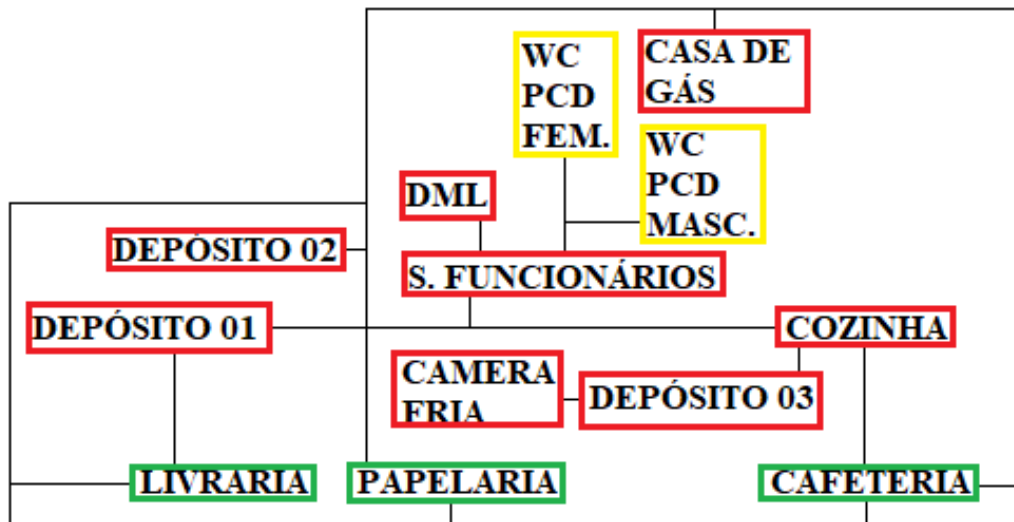 WC
PCD
FEM.
CASA DE
GÁS
WC
PCD
MASC.
DML
DEPÓSITO 02
S. FUNCIONÁRIOS
DEPÓSITO 01
COZINHA
CAMERA
FRIA
DEPÓSITO 03
LIVRARIA
PAPELARIA
CAFETERIA